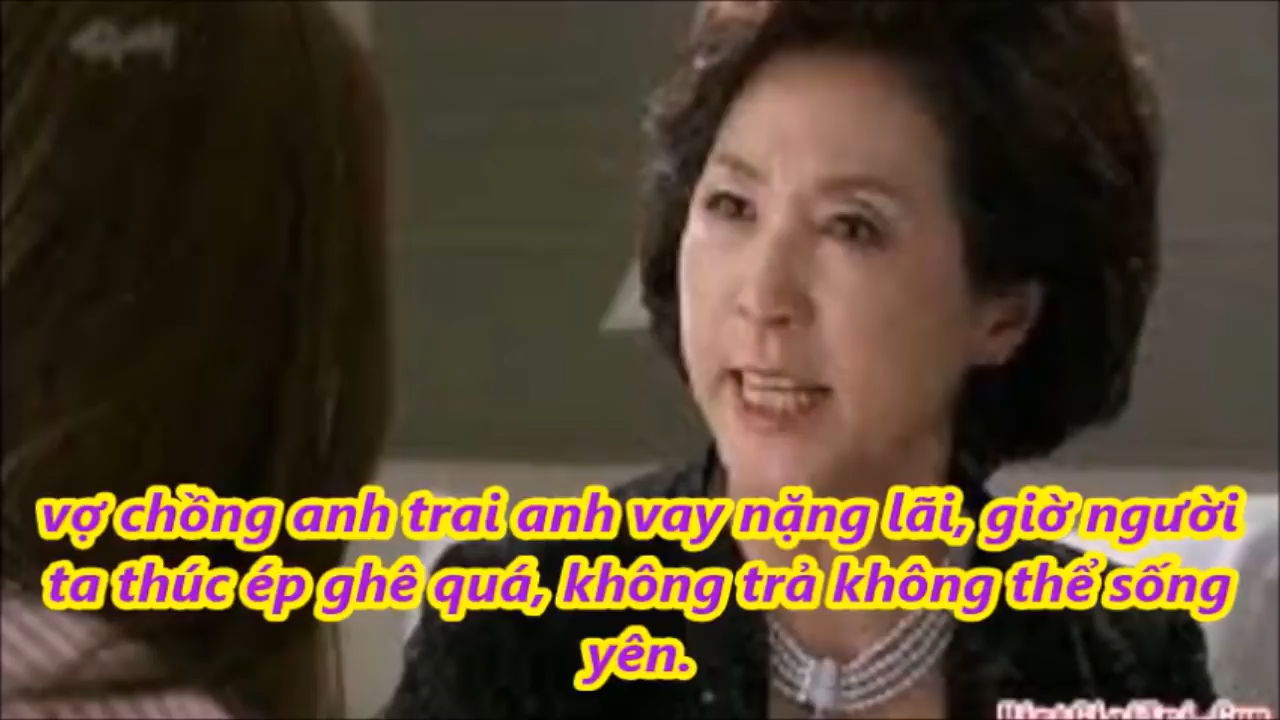 vợ chồng anh trai anh vay nặng lãi, giờ người
ta thúc ép ghê quá, không trả không thể sống
yên.